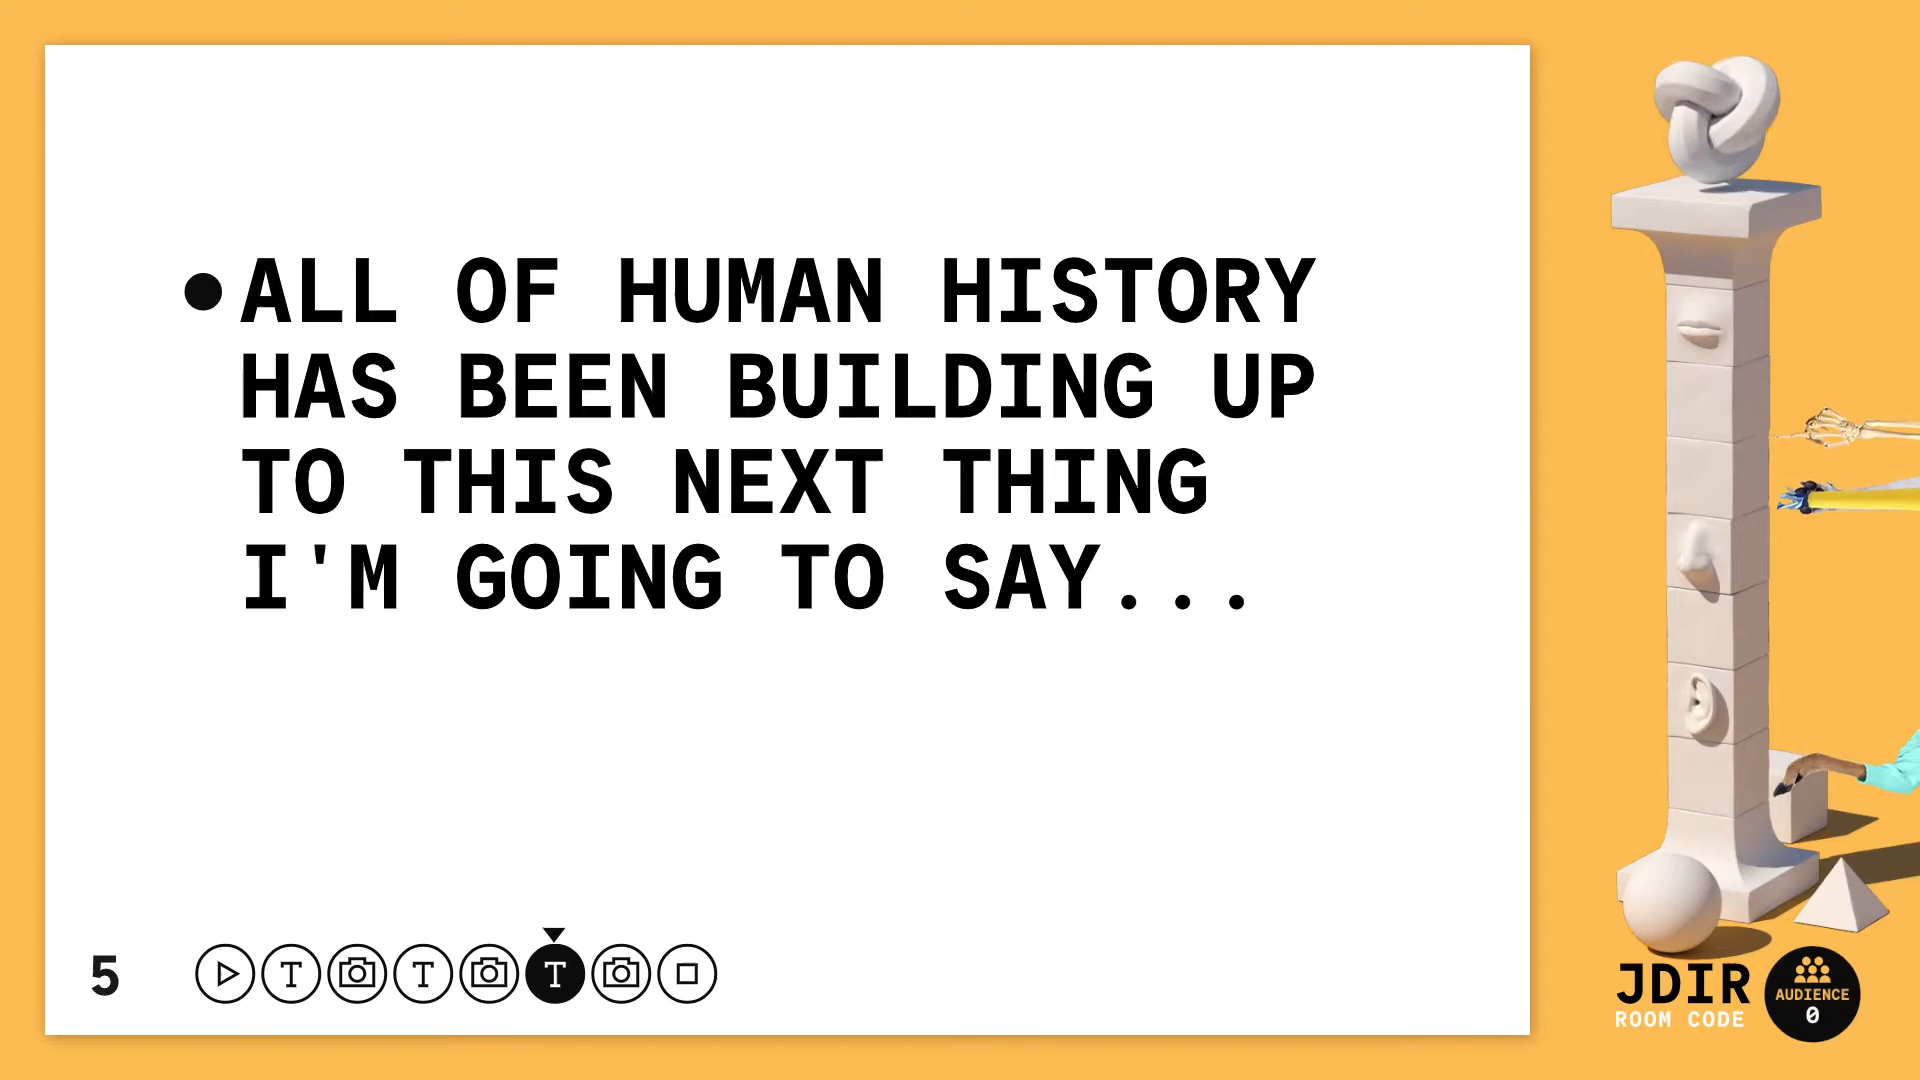 ●ALL OF HUMAN HISTORY
HAS BEEN BUILDING UP
TO THIS NEXT THING
I'M GOING TO SAY...
5
T
T
T
JDIR
ROOM CODE
AUDIENCE
0